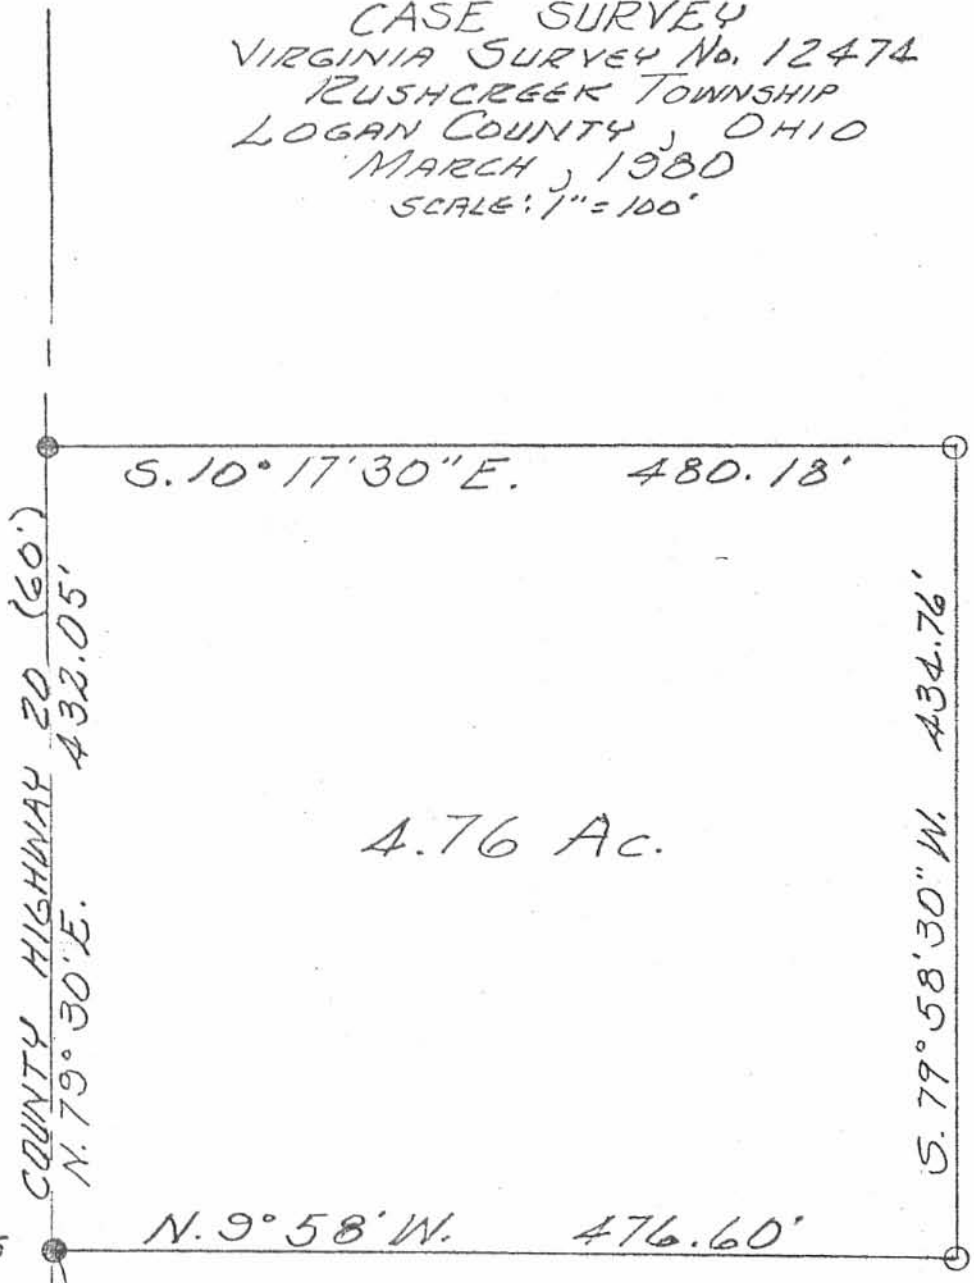 CASE SURVEY
VIRGINIA SURVEY No. 12474
RUSHCREEK TOWNSHIP
LOGAN COUNTY, OHIO
MARCH, 1980
SCALE: 1"=100'
S. 10° 17' 30" E. 480.18'
COUNTY HIGHWAY 20 (60')
N. 79° 30' E. 432.05'
4.76 Ac.
S. 79° 58' 30" W. 434.76'
N. 9° 58' W. 476.60'